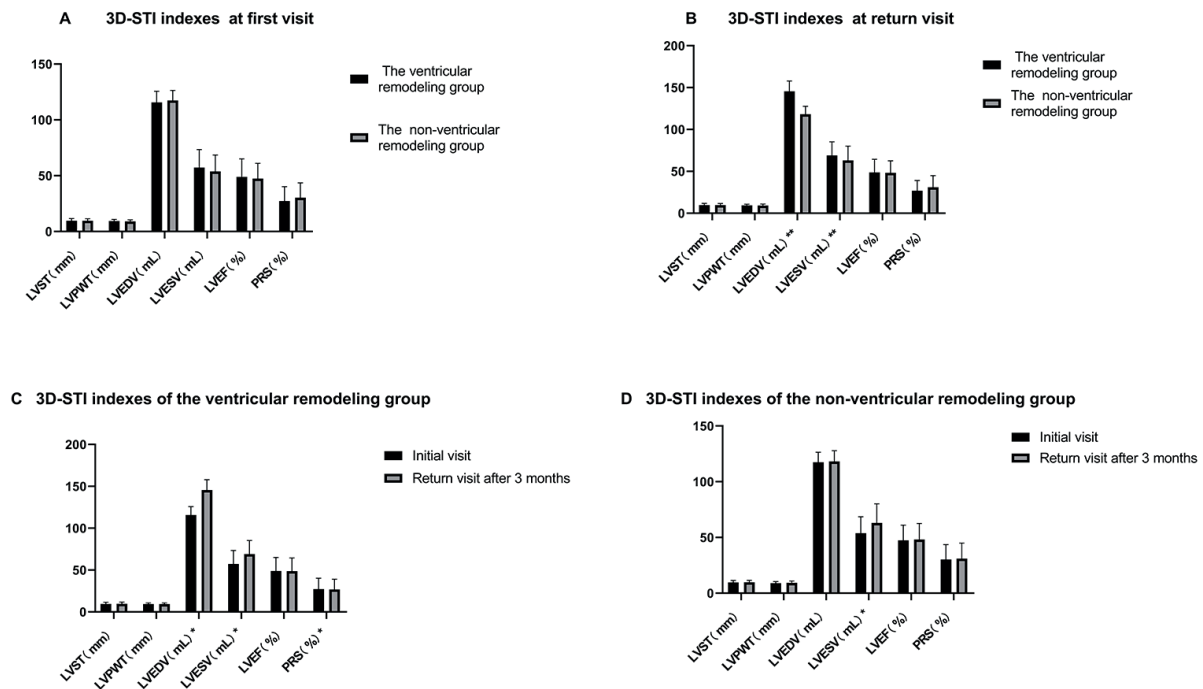 A 3D-STI indexes at first visit
150
100
50
0
LVST(mm)
LVPWT(mm)
LVEDV(mL)
LVESV(mL)
LVEF(%)
PRS(%)
The ventricular
remodeling group
The non-ventricular
remodeling group
B 3D-STI indexes at return visit
200
150
100
50
0
LVST(mm)
LVPWT(mm)
LVEDV(mL)**
LVESV(mL)**
LVEF(%)
PRS(%)
The ventricular
remodeling group
The non-ventricular
remodeling group
C 3D-STI indexes of the ventricular remodeling group
200
150
100
50
0
LVST(mm)
LVPWT(mm)
LVEDV(mL)*
LVESV(mL)*
LVEF(%)
PRS(%)*
Initial visit
Return visit after 3 months
D 3D-STI indexes of the non-ventricular remodeling group
150
100
50
0
LVST(mm)
LVPWT(mm)
LVEDV(mL)
LVESV(mL)*
LVEF(%)
PRS(%)
Initial visit
Return visit after 3 months